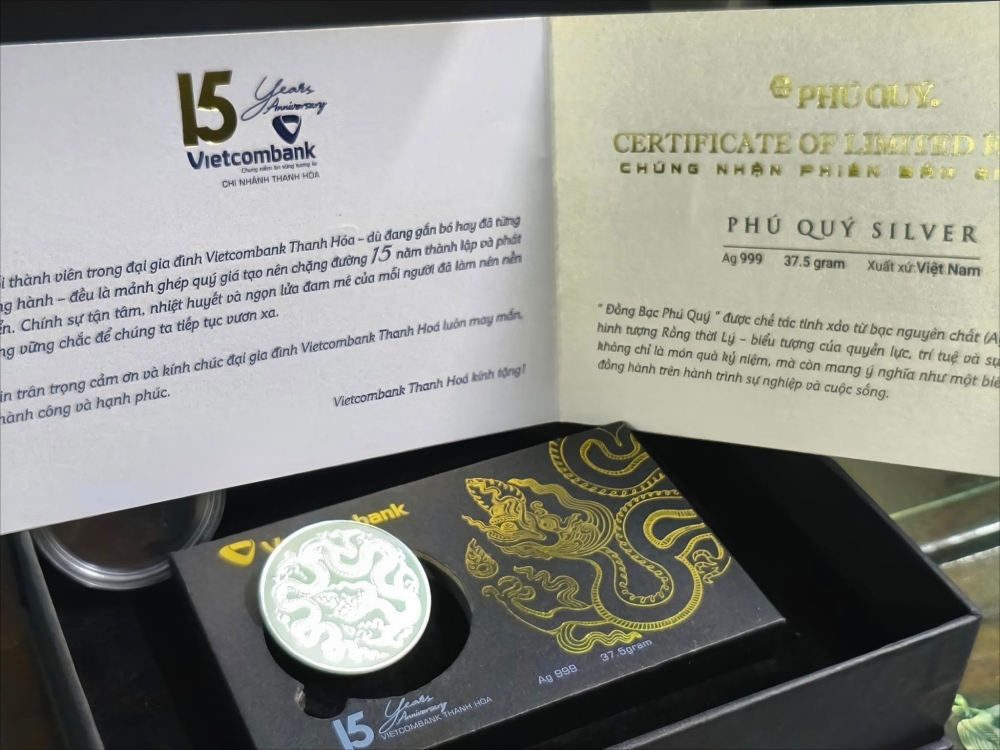 15 Years
Anniversary
Vietcombank
Chung niềm tin vững tương lai
CHI NHÁNH THANH HÓA
thành viên trong đại gia đình Vietcombank Thanh Hóa – dù đang gắn bó hay đã từng
hành – đều là mảnh ghép quý giá tạo nên chặng đường 15 năm thành lập và phát
Chính sự tận tâm, nhiệt huyết và ngọn lửa đam mê của mỗi người đã làm nên nền
vững chắc để chúng ta tiếp tục vươn xa.
trân trọng cảm ơn và kính chúc đại gia đình Vietcombank Thanh Hoá luôn may mắn,
hành công và hạnh phúc.
Vietcombank Thanh Hoá kính tặng!
PHÚ QUÝ
CERTIFICATE OF LIMITED
CHỨNG NHẬN PHIÊN BẢN
PHÚ QUÝ SILVER
Ag 999 37.5 gram Xuất xứ: Việt Nam
" Đồng Bạc Phú Quý " được chế tác tinh xảo từ bạc nguyên chất (A
hình tượng Rồng thời Lý – biểu tượng của quyền lực, trí tuệ và sự
không chỉ là món quà kỷ niệm, mà còn mang ý nghĩa như một
đồng hành trên hành trình sự nghiệp và cuộc sống.
V bank
Ag 999 37.5gram
15 Years
Anniversary
VIETCOMBANK THANH HÓA